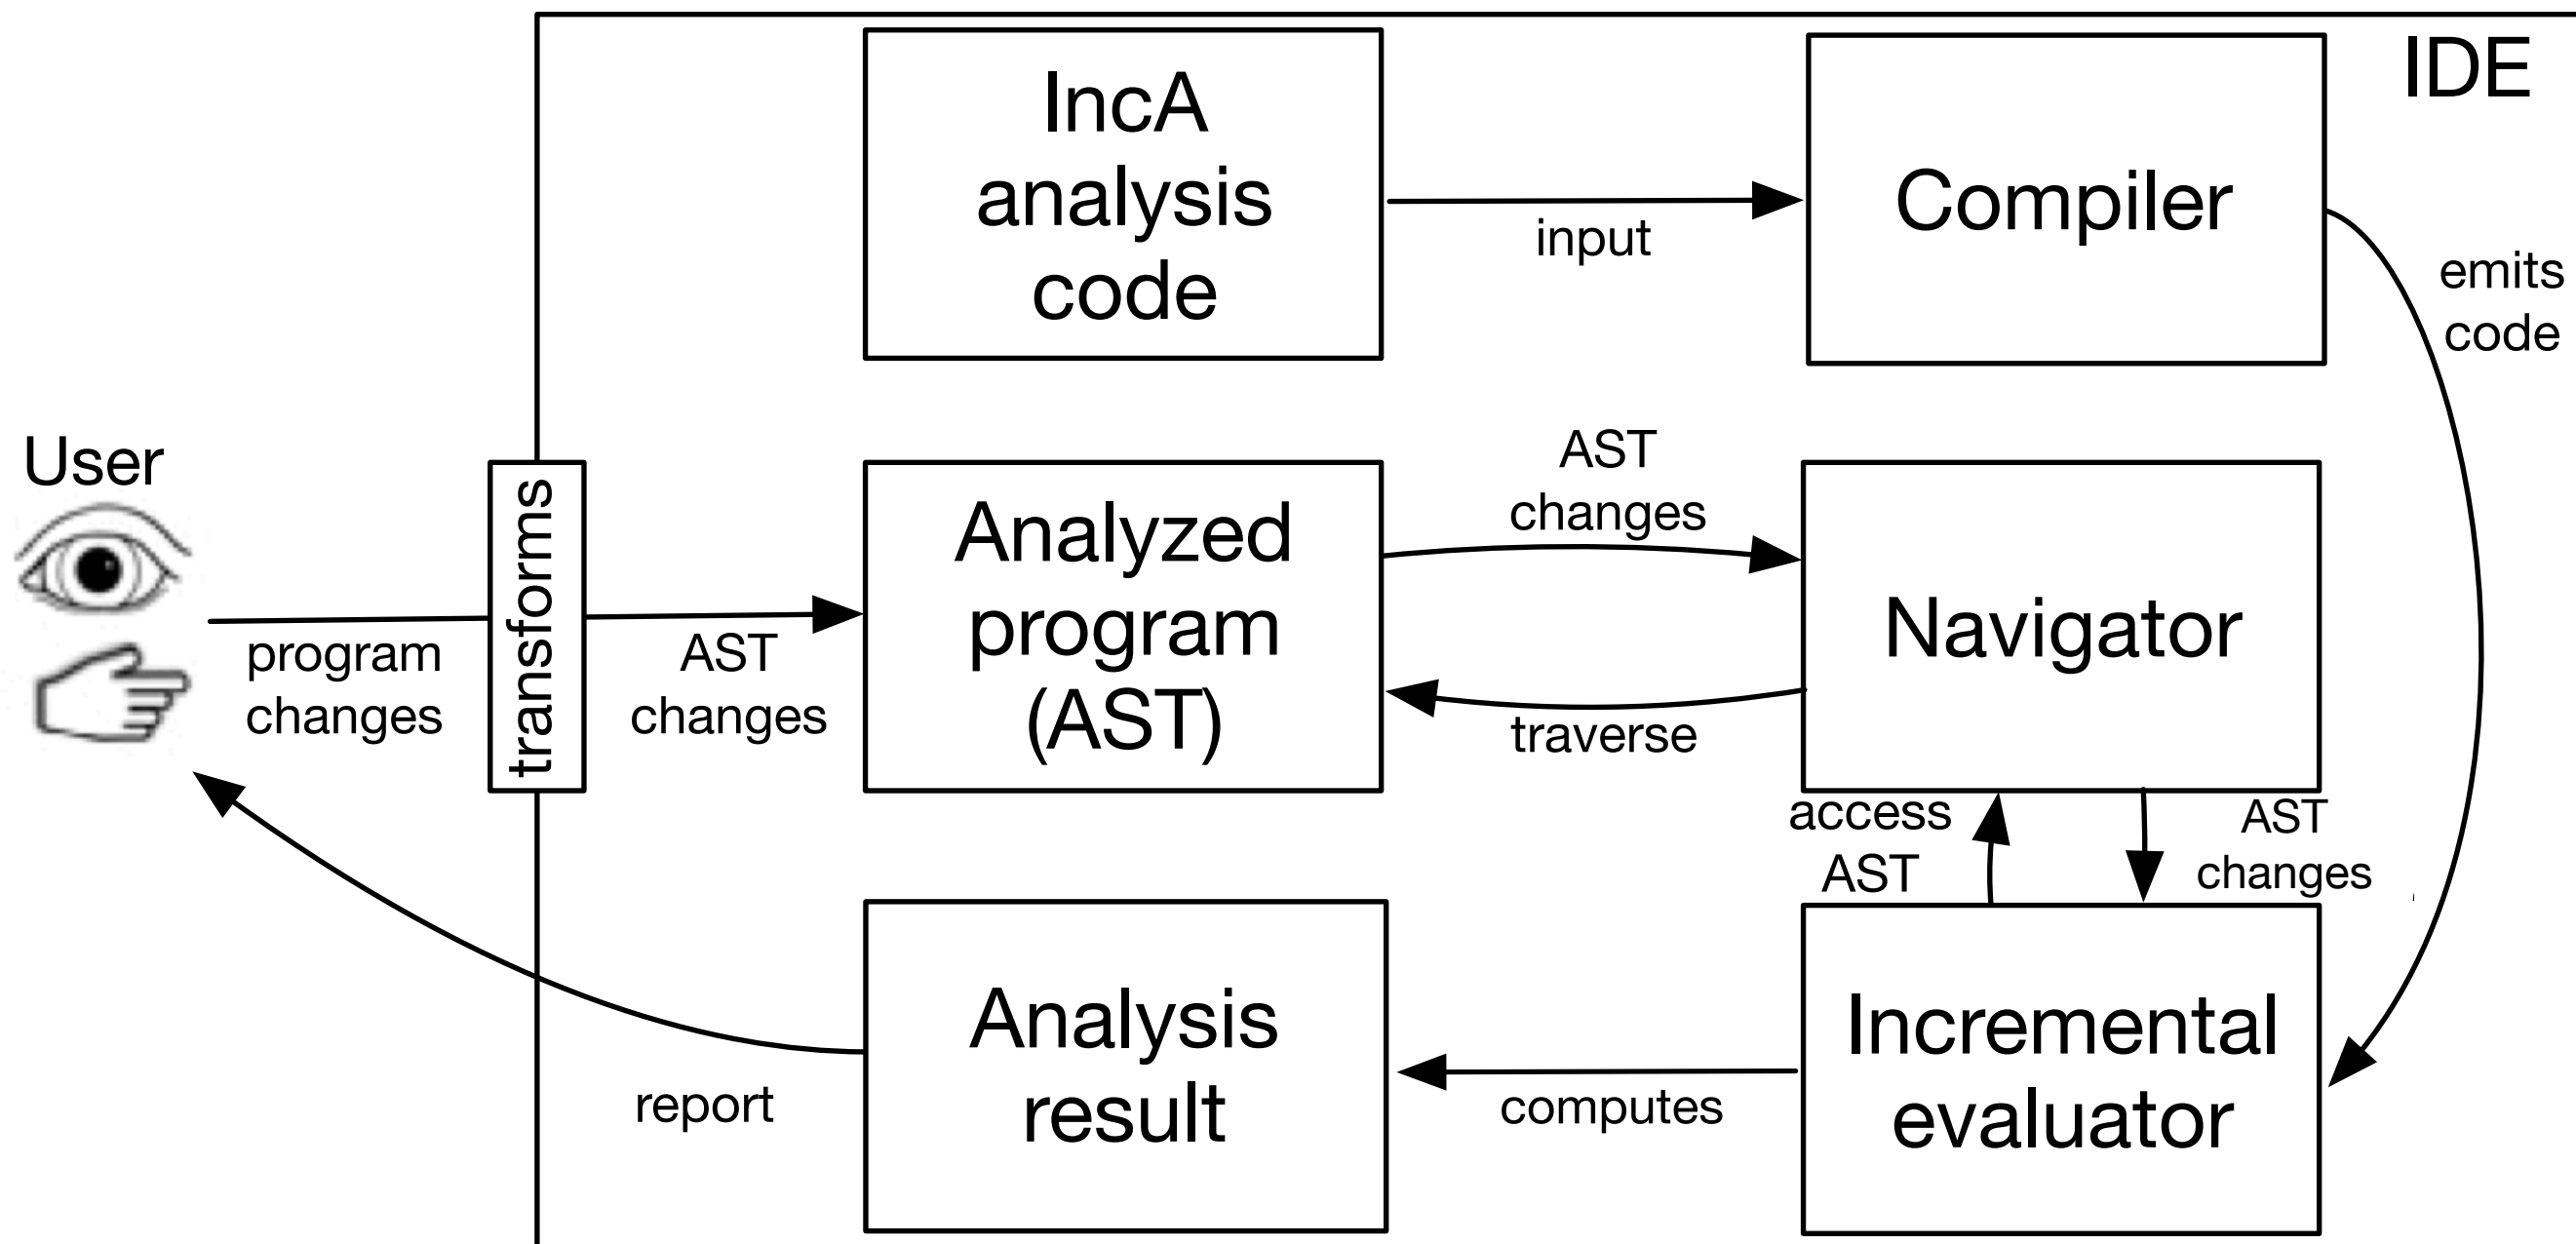 IDE
IncA
analysis
code
input
Compiler
emits
code
User
program
changes
transforms
AST
changes
Analyzed
program
(AST)
AST
changes
traverse
Navigator
access
AST
AST
changes
Incremental
evaluator
computes
Analysis
result
report